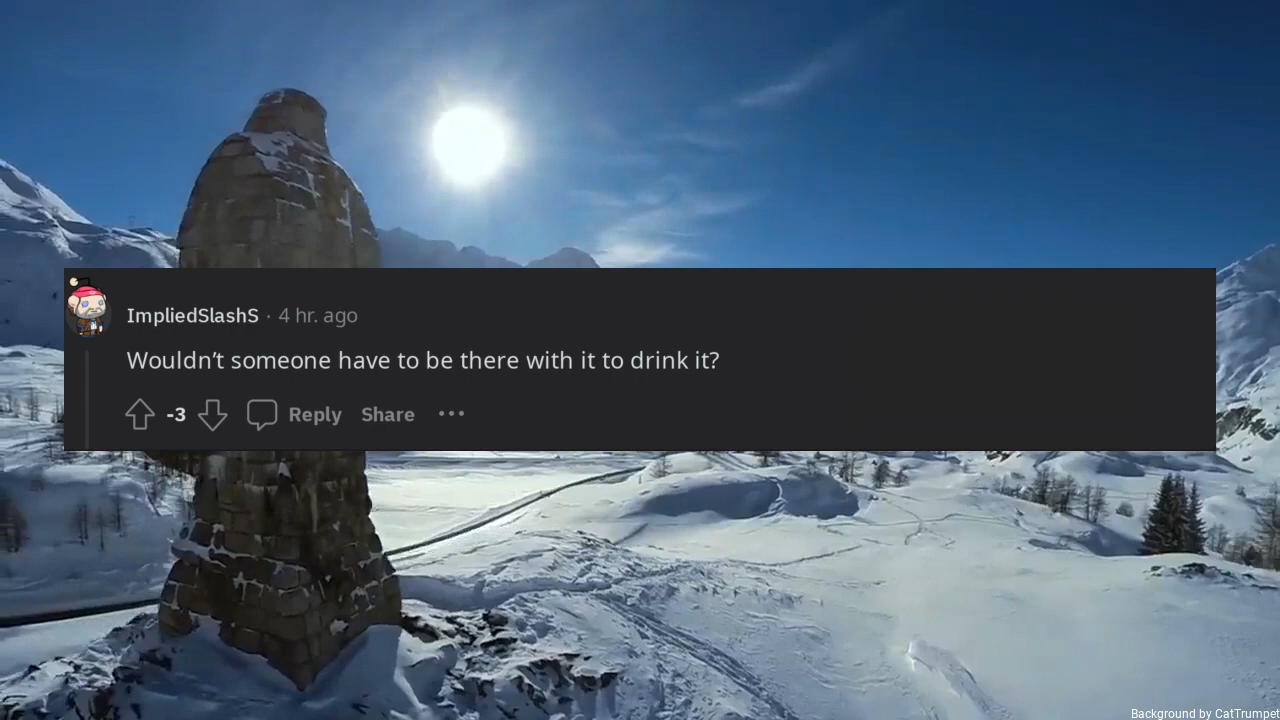 ImpliedSlashS · 4 hr. ago
Wouldn’t someone have to be there with it to drink it?
-3 Reply Share •••
Background by CatTrumpet